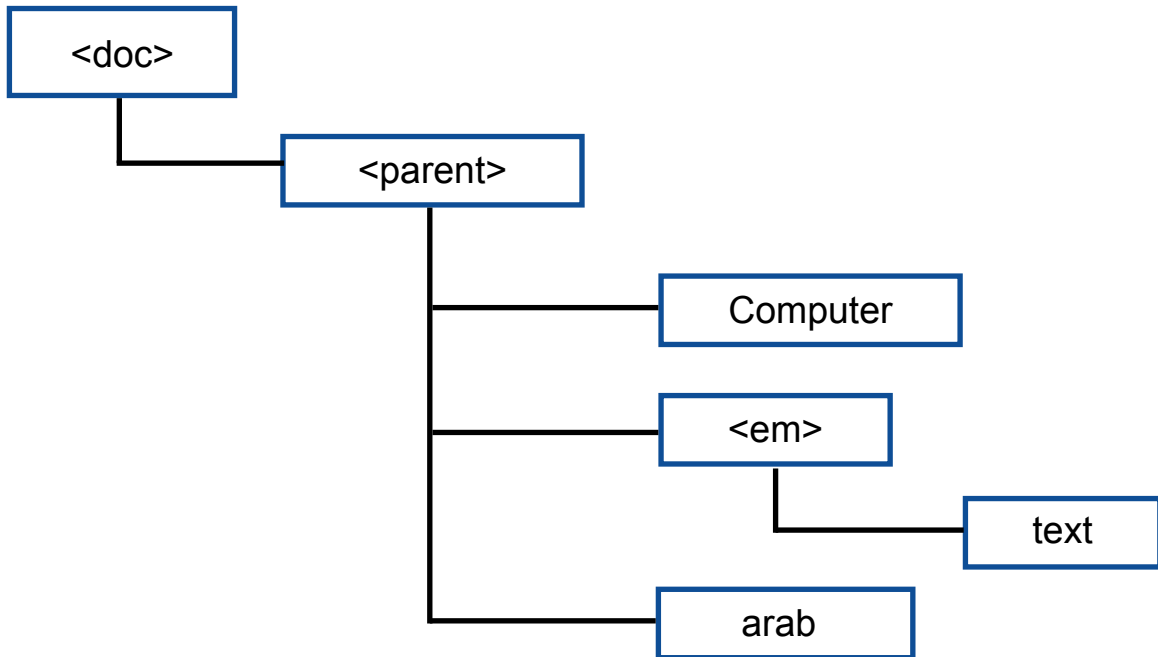 <doc>
<parent>
Computer
<em>
text
arab